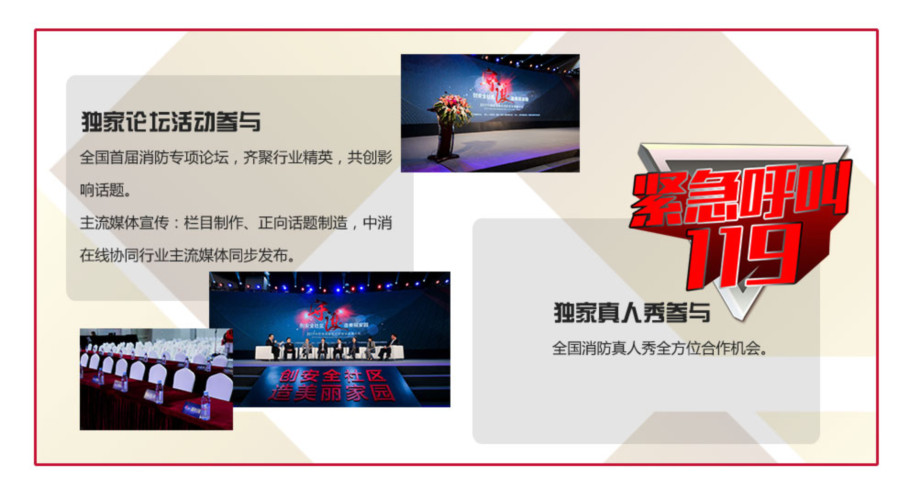 独家论坛活动参与
全国首届消防专项论坛，齐聚行业精英，共创影
响话题。
主流媒体宣传：栏目制作、正向话题制造，中消
在线协同行业主流媒体同步发布。
创安全社区
造美丽家园
紧急呼叫
119
独家真人秀参与
全国消防真人秀全方位合作机会。